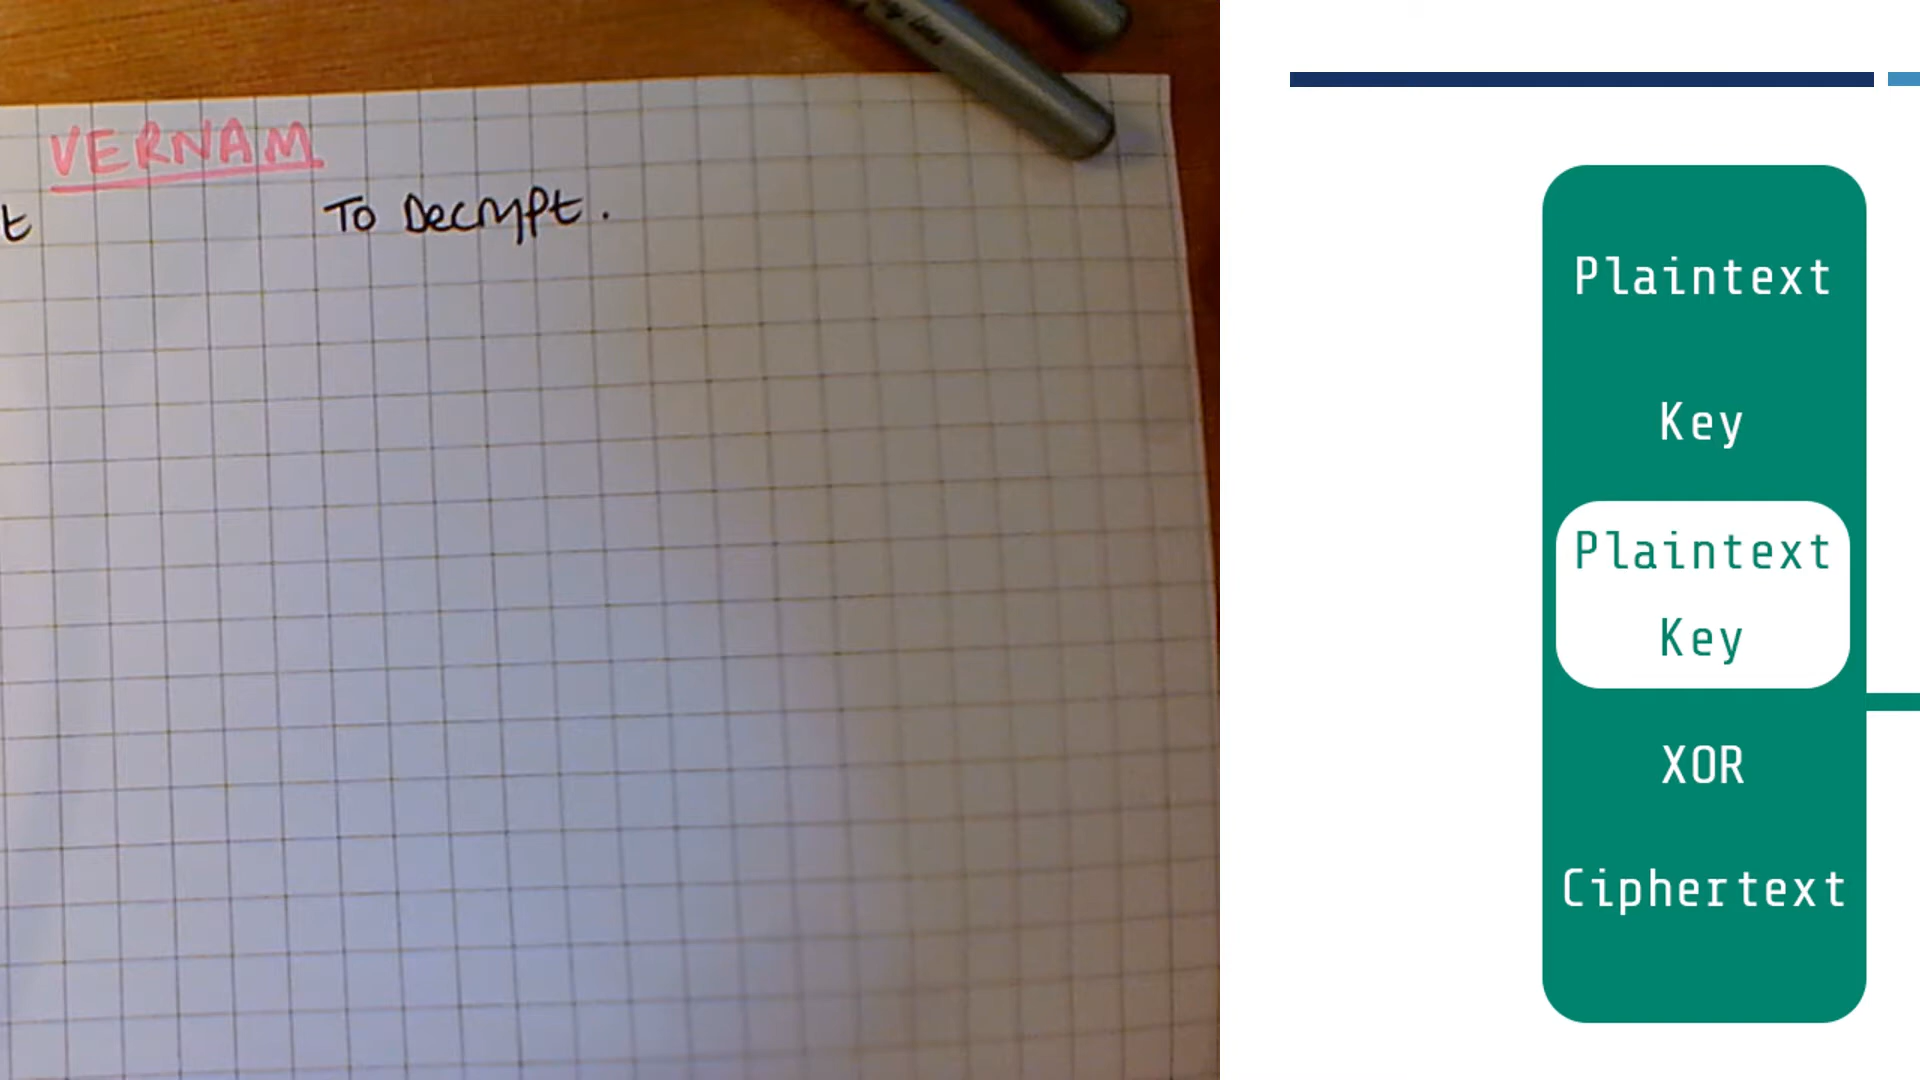 VERNAM
t To Decrypt.
Plaintext
Key
Plaintext
Key
XOR
Ciphertext